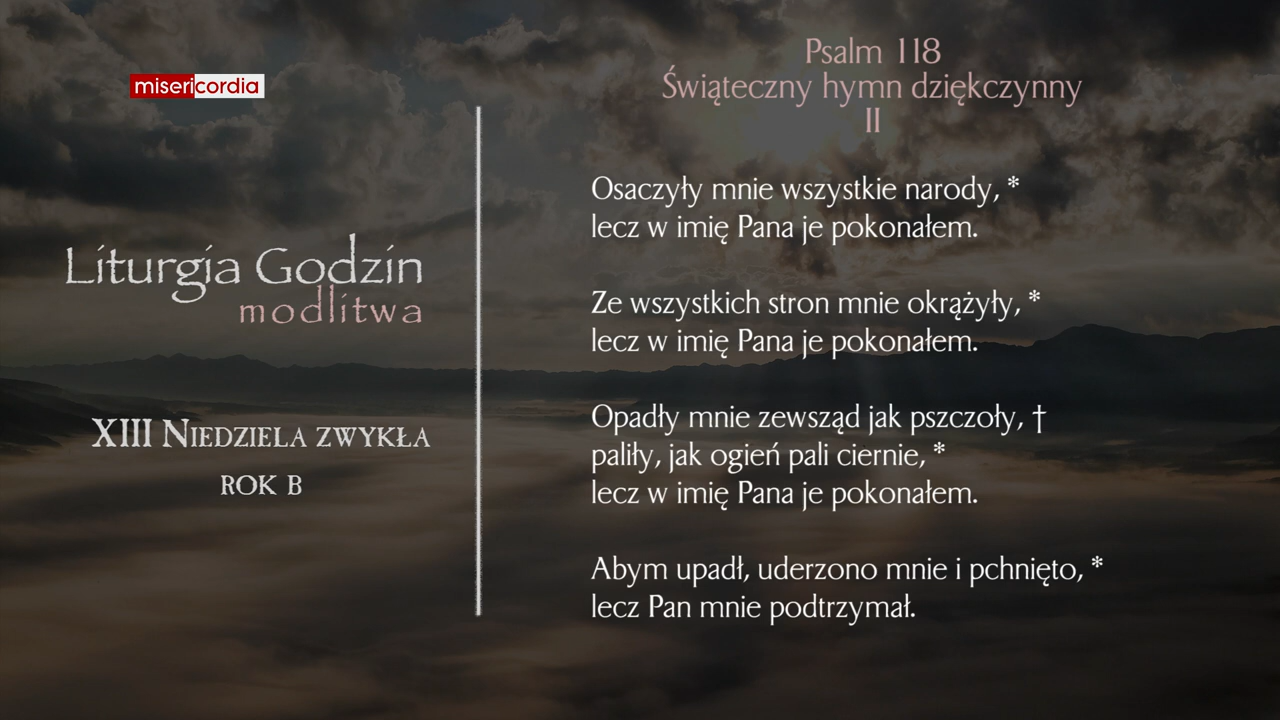 misericordia
Liturgia Godzin
modlitwa
XIII Niedziela zwykła
rok B
Psalm 118
Świąteczny hymn dziękczynny
II
Osaczyły mnie wszystkie narody, *
lecz w imię Pana je pokonałem.
Ze wszystkich stron mnie okrążyły, *
lecz w imię Pana je pokonałem.
Opadły mnie zewsząd jak pszczoły, †
paliły, jak ogień pali ciernie, *
lecz w imię Pana je pokonałem.
Abym upadł, uderzono mnie i pchnięto, *
lecz Pan mnie podtrzymał.